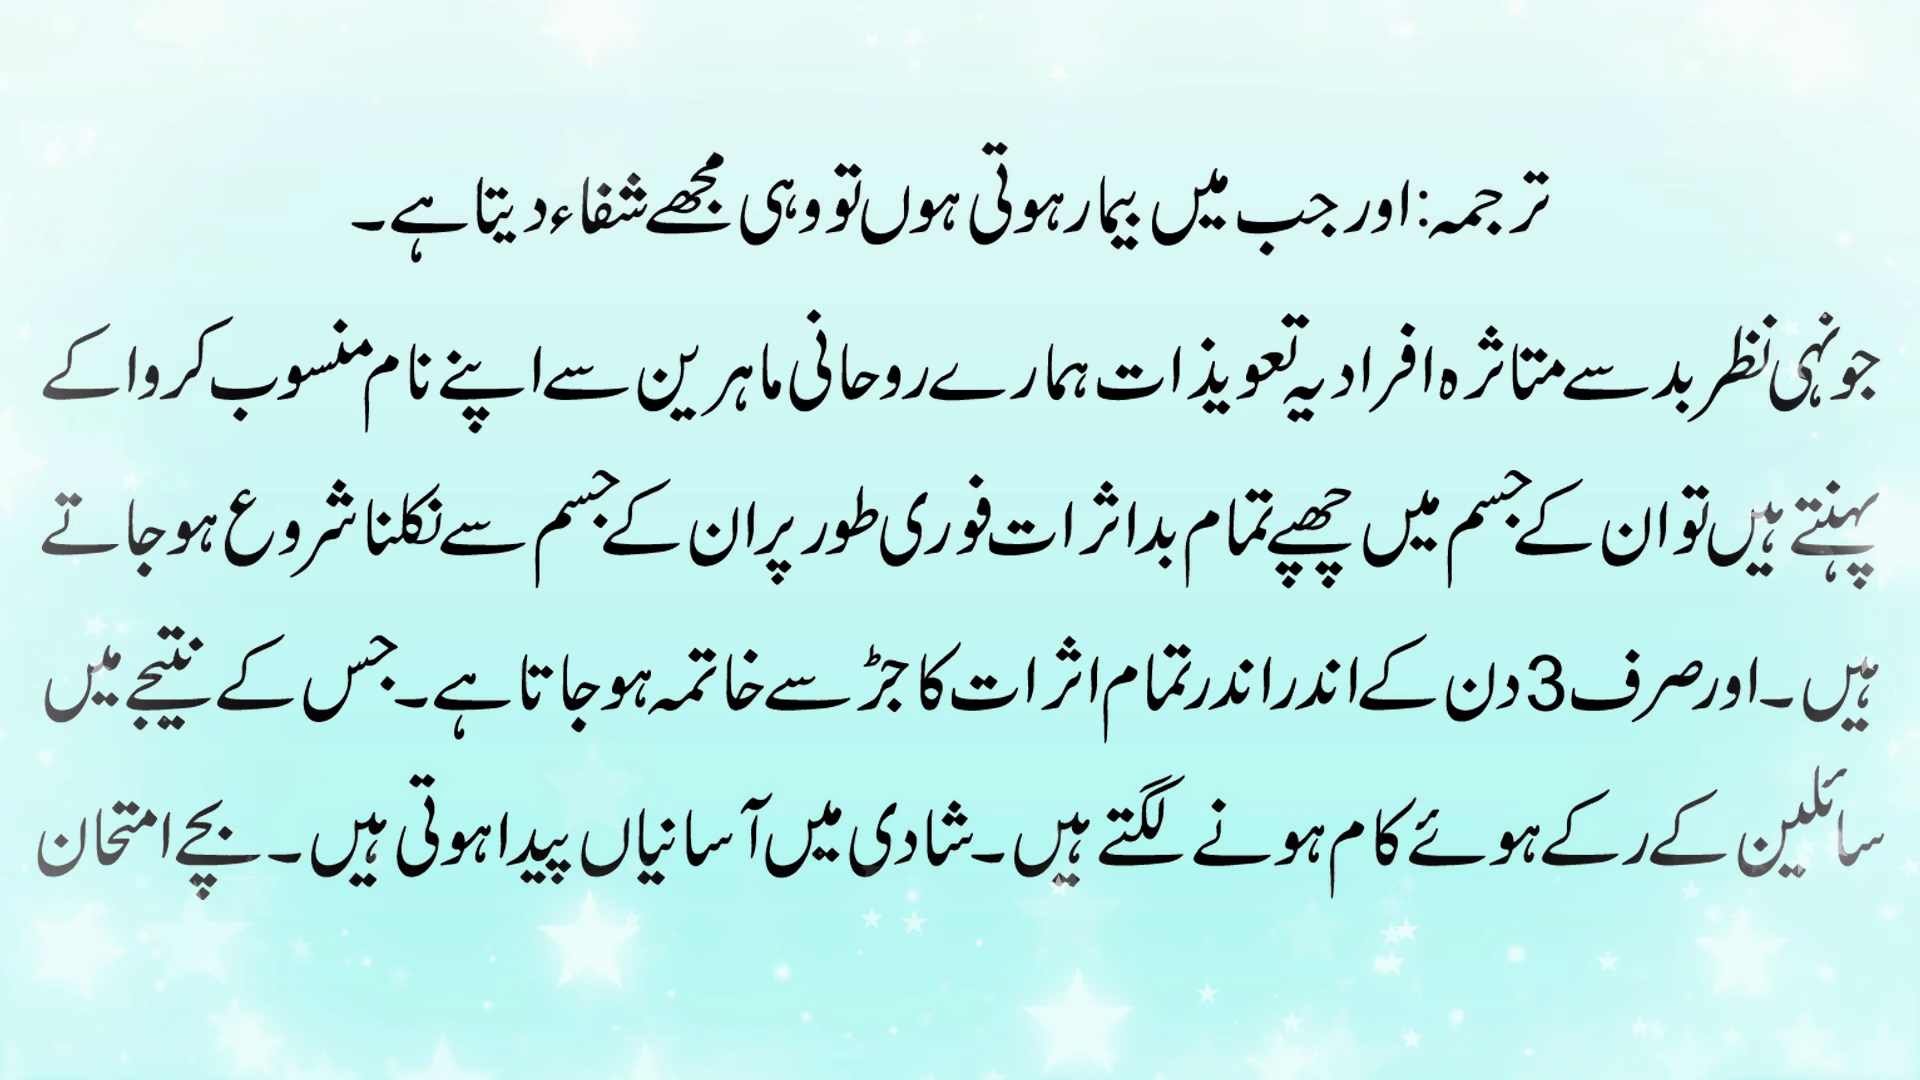 ترجمہ: اور جب میں بیمار ہوتی ہوں تو وہی مجھے شفاء دیتا ہے۔
جونہی نظر بد سے متاثرہ افراد یہ تعویذات ہمارے روحانی ماہرین سے اپنے نام منسوب کروا کے
پہنتے ہیں تو ان کے جسم میں چھپے تمام بد اثرات فوری طور پر ان کے جسم سے نکلنا شروع ہو جاتے
ہیں۔ اور صرف 3 دن کے اندر اندر تمام اثرات کا جڑ سے خاتمہ ہو جاتا ہے۔ جس کے نتیجے میں
سائلین کے رکے ہوئے کام ہونے لگتے ہیں۔ شادی میں آسانیاں پیدا ہوتی ہیں۔ بچے امتحان